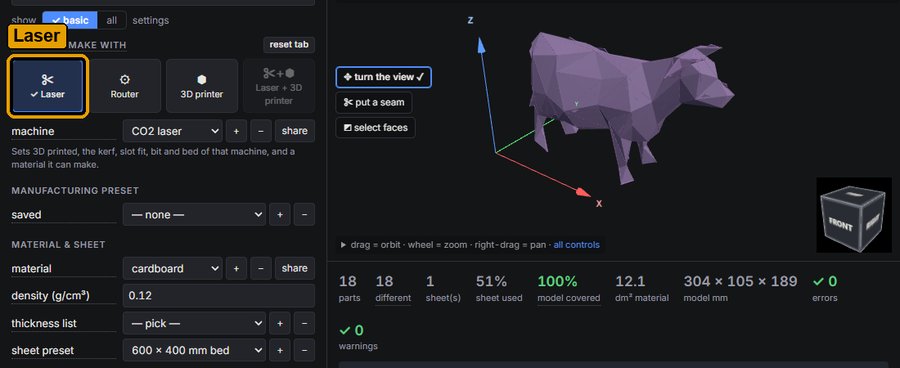 show ✓ basic all settings
Laser
MAKE WITH
reset tab
✓ Laser
Router
3D printer
Laser + 3D printer
machine CO2 laser + − share
Sets 3D printed, the kerf, slot fit, bit and bed of that machine, and a
material it can make.
MANUFACTURING PRESET
saved — none — + −
MATERIAL & SHEET
material cardboard + − share
density (g/cm³) 0.12
thickness list — pick — + −
sheet preset 600 × 400 mm bed + −
Z
Y
X
turn the view ✓
put a seam
select faces
FRONT
RIGHT
▶ drag = orbit · wheel = zoom · right-drag = pan · all controls
18 18 1 51% 100% 12.1 304 × 105 × 189 ✓ 0
parts different sheet(s) sheet used model covered dm² material model mm errors
✓ 0
warnings